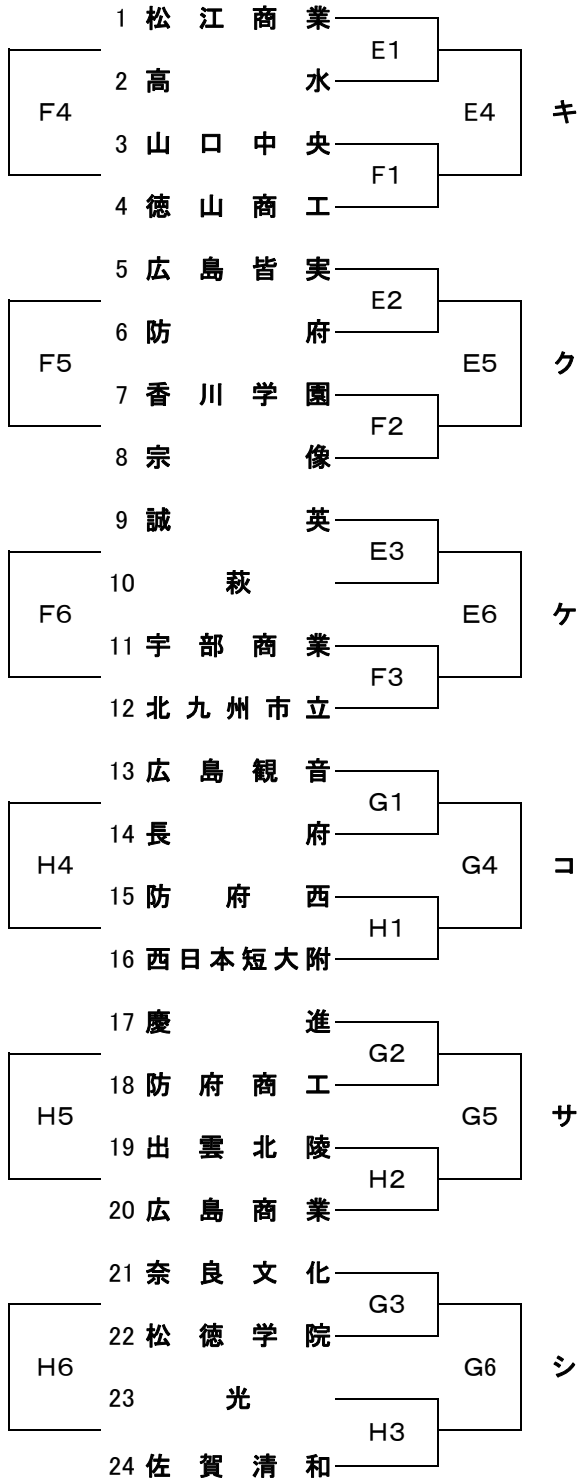 1 松江商業
E1
2 高水
F4 E4 キ
3 山口中央
F1
4 徳山商工
5 広島皆実
E2
6 防府
F5 E5 ク
7 香川学園
F2
8 宗像
9 誠英
E3
10 萩
F6 E6 ケ
11 宇部商業
F3
12 北九州市立
13 広島観音
G1
14 長府
H4 G4 コ
15 防府西
H1
16 西日本短大附
17 慶進
G2
18 防府商工
H5 G5 サ
19 出雲北陵
H2
20 広島商業
21 奈良文化
G3
22 松徳学院
H6 G6 シ
23 光
H3
24 佐賀清和